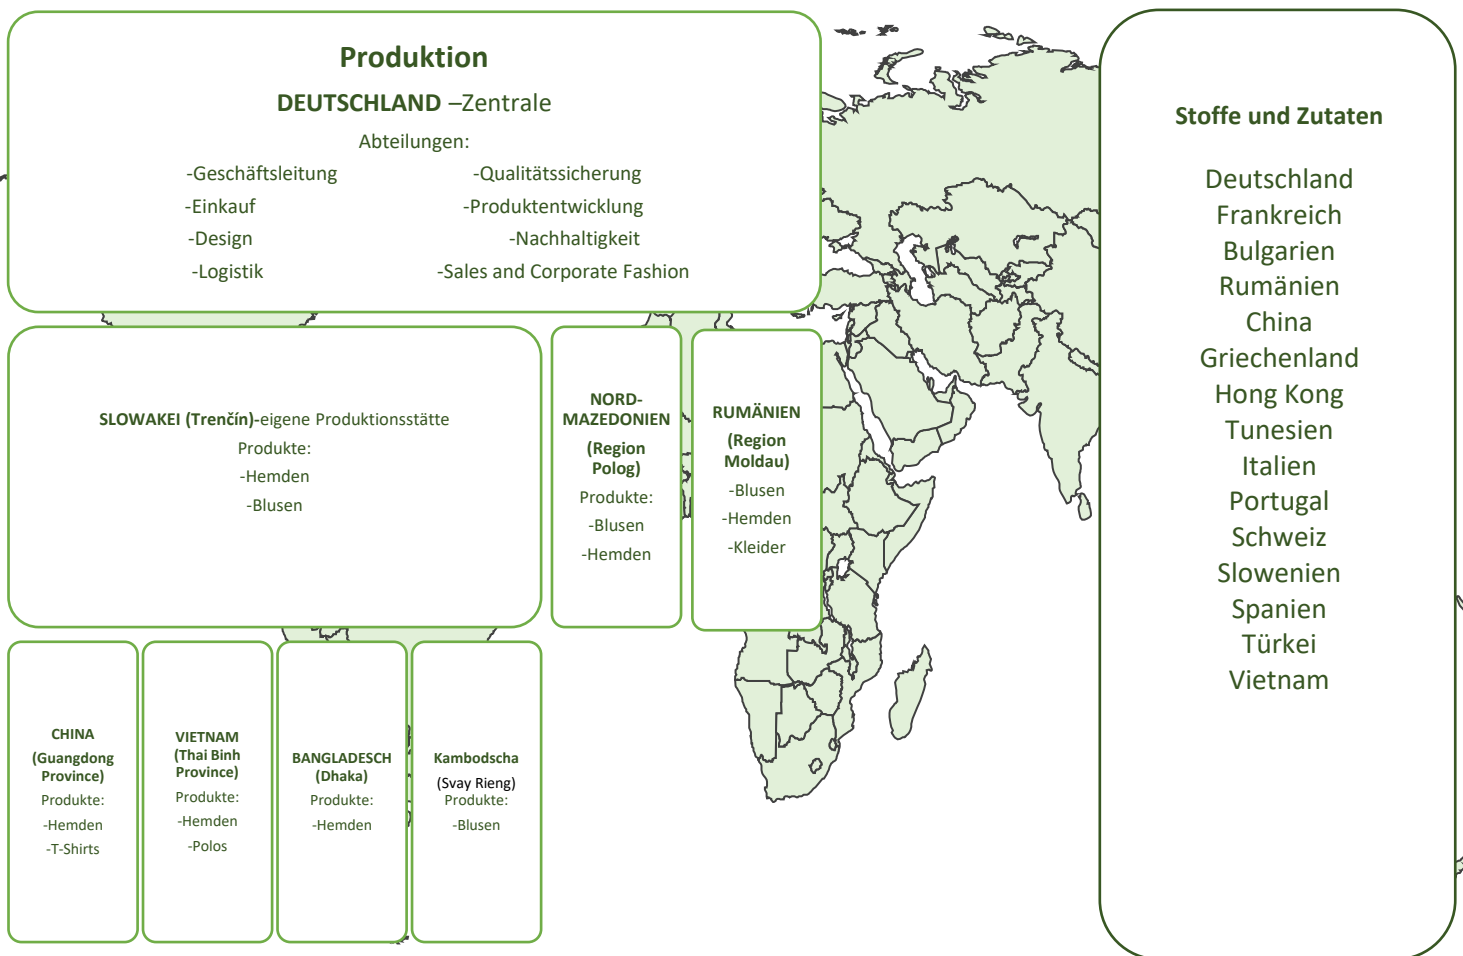 Produktion
DEUTSCHLAND –Zentrale
Abteilungen:
-Geschäftsleitung
-Qualitätssicherung
-Einkauf
-Produktentwicklung
-Design
-Nachhaltigkeit
-Logistik
-Sales and Corporate Fashion
SLOWAKEI (Trenčín)-eigene Produktionsstätte
Produkte:
-Hemden
-Blusen
NORD-
MAZEDONIEN
(Region
Polog)
Produkte:
-Blusen
-Hemden
RUMÄNIEN
(Region
Moldau)
-Blusen
-Hemden
-Kleider
CHINA
(Guangdong
Province)
Produkte:
-Hemden
-T-Shirts
VIETNAM
(Thai Binh
Province)
Produkte:
-Hemden
-Polos
BANGLADESCH
(Dhaka)
Produkte:
-Hemden
Kambodscha
(Svay Rieng)
Produkte:
-Blusen
Stoffe und Zutaten
Deutschland
Frankreich
Bulgarien
Rumänien
China
Griechenland
Hong Kong
Tunesien
Italien
Portugal
Schweiz
Slowenien
Spanien
Türkei
Vietnam